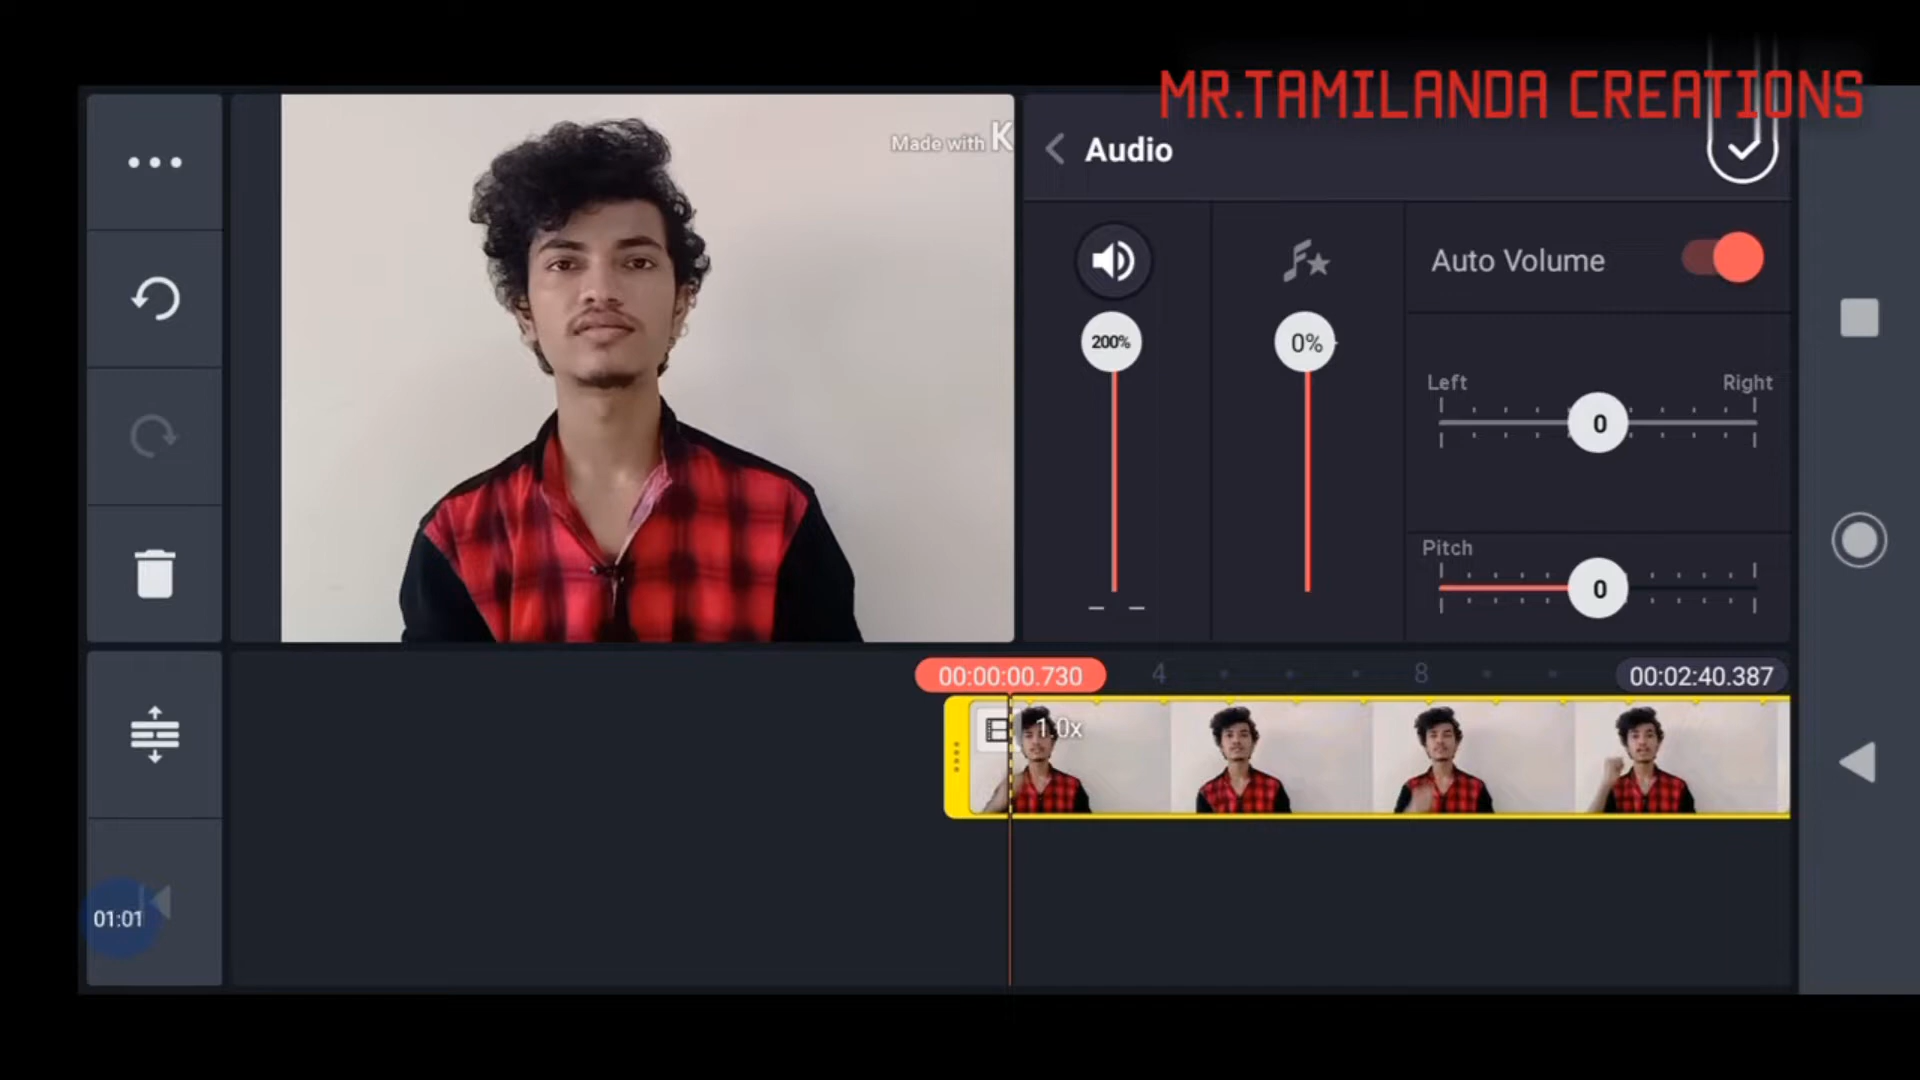 MR.TAMILANDA CREATIONS
Made with K
Audio
Auto Volume
200%
0%
Left
Right
0
Pitch
0
00:00:00.730
4
8
00:02:40.387
1.0x
01:01